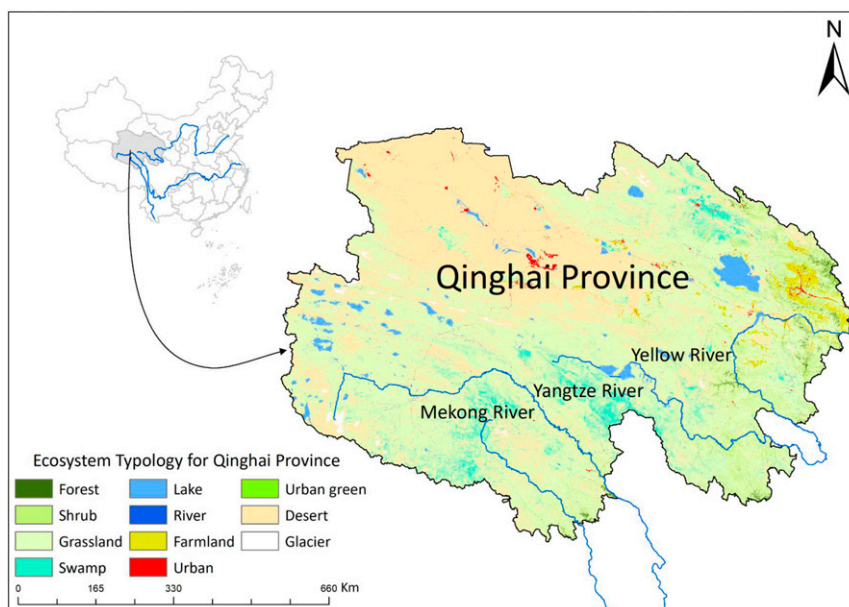 N
Qinghai Province
Yellow River
Yangtze River
Mekong River
Ecosystem Typology for Qinghai Province
Forest Lake Urban green
Shrub River Desert
Grassland Farmland Glacier
Swamp Urban
0 165 330 660 Km